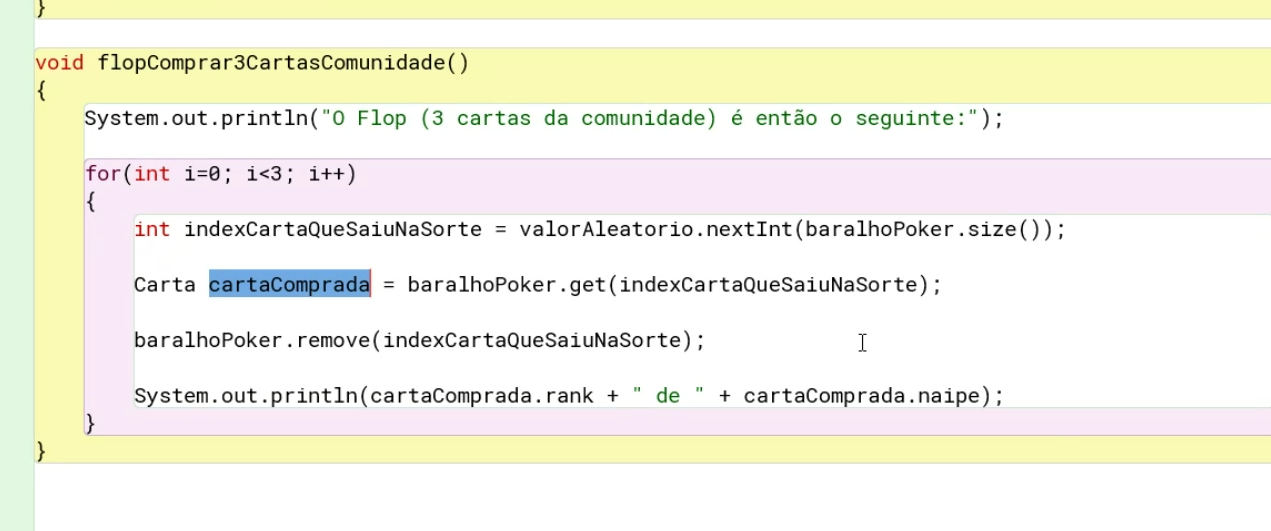 }
void flopComprar3CartasComunidade()
{
System.out.println("O Flop (3 cartas da comunidade) é então o seguinte:");
for(int i=0; i<3; i++)
{
int indexCartaQueSaiuNaSorte = valorAleatorio.nextInt(baralhoPoker.size());
Carta cartaComprada = baralhoPoker.get(indexCartaQueSaiuNaSorte);
baralhoPoker.remove(indexCartaQueSaiuNaSorte);
System.out.println(cartaComprada.rank + " de " + cartaComprada.naipe);
}
}